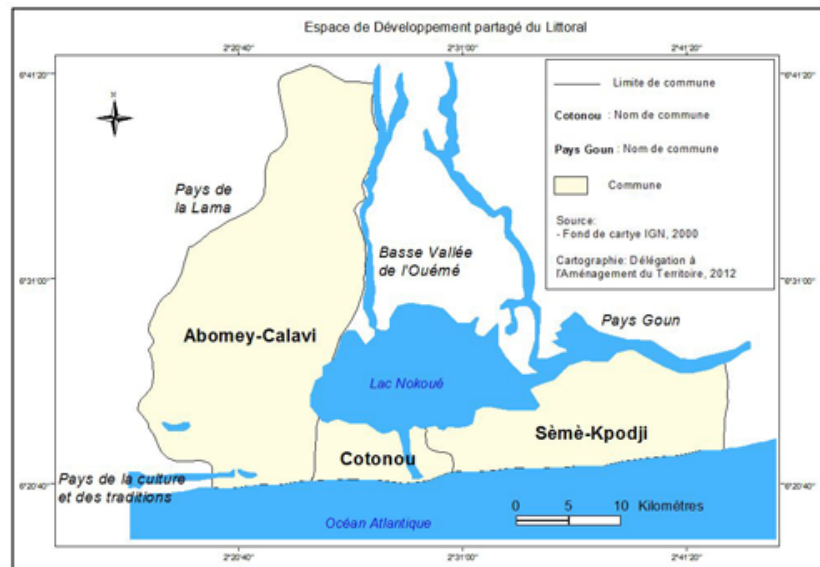 Espace de Développement partagé du Littoral
2°20'40" 2°31'00" 2°41'20"
6°41'20" 6°41'20"
N
Limite de commune
Cotonou : Nom de commune
Pays Goun : Nom de commune
Commune
Source:
- Fond de cartye IGN, 2000
Cartographie: Délégation à
l'Aménagement du Territoire, 2012
Pays de
la Lama
Basse Vallée
de l'Ouémé
6°31'00" 6°31'00"
Pays Goun
Abomey-Calavi
Lac Nokoué
Sèmè-Kpodji
Cotonou
Pays de la culture
et des traditions
6°20'40" 6°20'40"
0 5 10 Kilométres
Océan Atlantique
2°20'40" 2°31'00" 2°41'20"